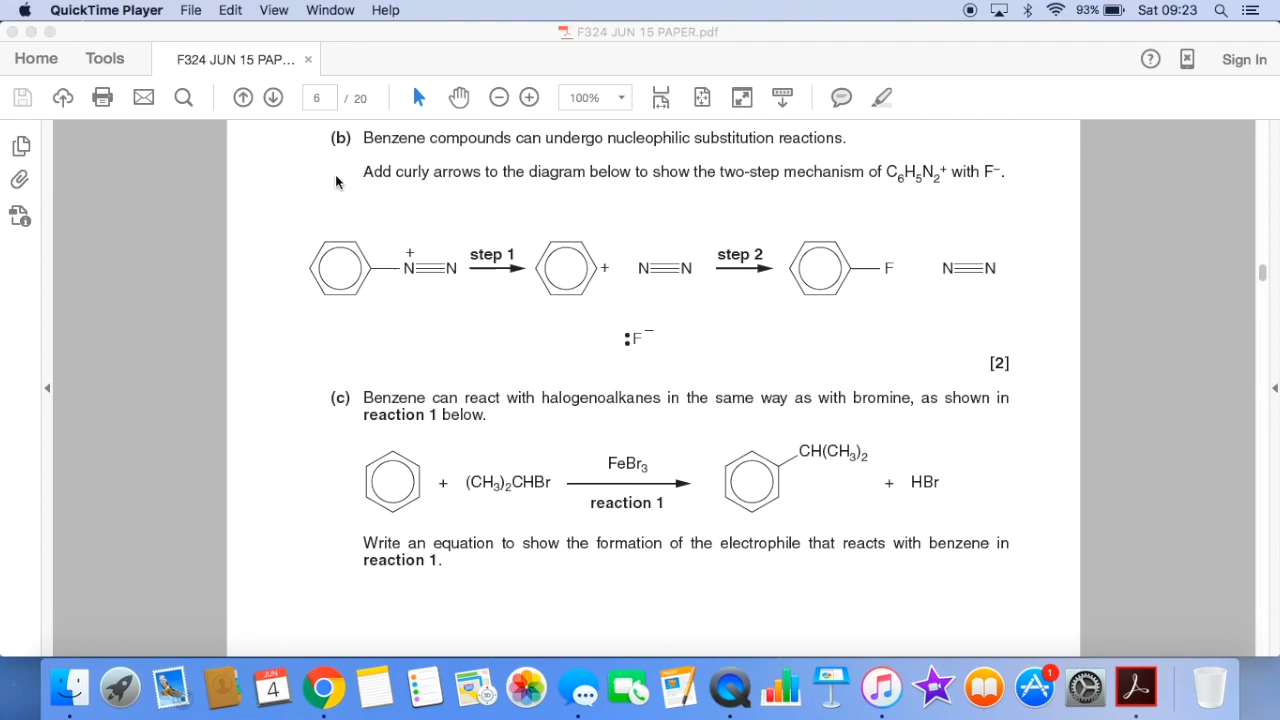 QuickTime Player File Edit View Window Help 93% Sat 09:23
F324 JUN 15 PAPER.pdf
Home Tools F324 JUN 15 PAP... × ? Sign In
6 / 20 100%
(b) Benzene compounds can undergo nucleophilic substitution reactions.
Add curly arrows to the diagram below to show the two-step mechanism of C₆H₅N₂⁺ with F⁻.
+ step 1 step 2
N≡N + N≡N F N≡N
:F⁻
[2]
(c) Benzene can react with halogenoalkanes in the same way as with bromine, as shown in
reaction 1 below.
CH(CH₃)₂
FeBr₃
+ (CH₃)₂CHBr + HBr
reaction 1
Write an equation to show the formation of the electrophile that reacts with benzene in
reaction 1.
JUN
4
1